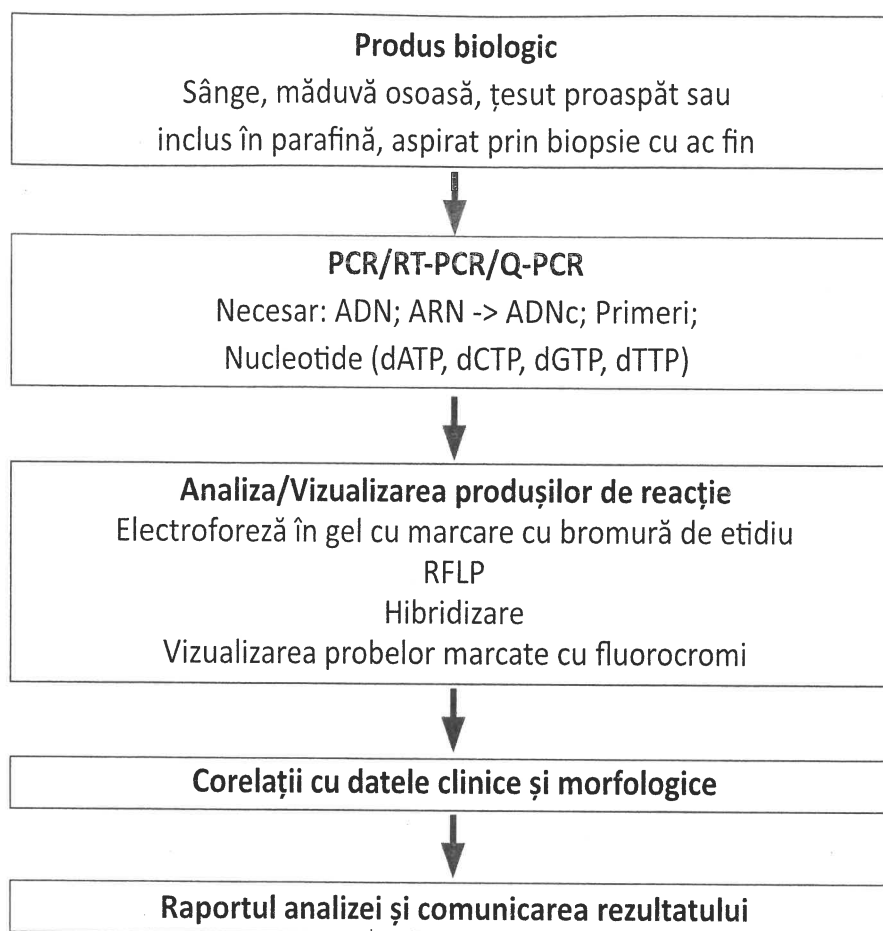 Produs biologic
Sânge, măduvă osoasă, țesut proaspăt sau
inclus în parafină, aspirat prin biopsie cu ac fin
PCR/RT-PCR/Q-PCR
Necesar: ADN; ARN -> ADNc; Primeri;
Nucleotide (dATP, dCTP, dGTP, dTTP)
Analiza/Vizualizarea produșilor de reacție
Electroforeză în gel cu marcare cu bromură de etidiu
RFLP
Hibridizare
Vizualizarea probelor marcate cu fluorocromi
Corelații cu datele clinice și morfologice
Raportul analizei și comunicarea rezultatului